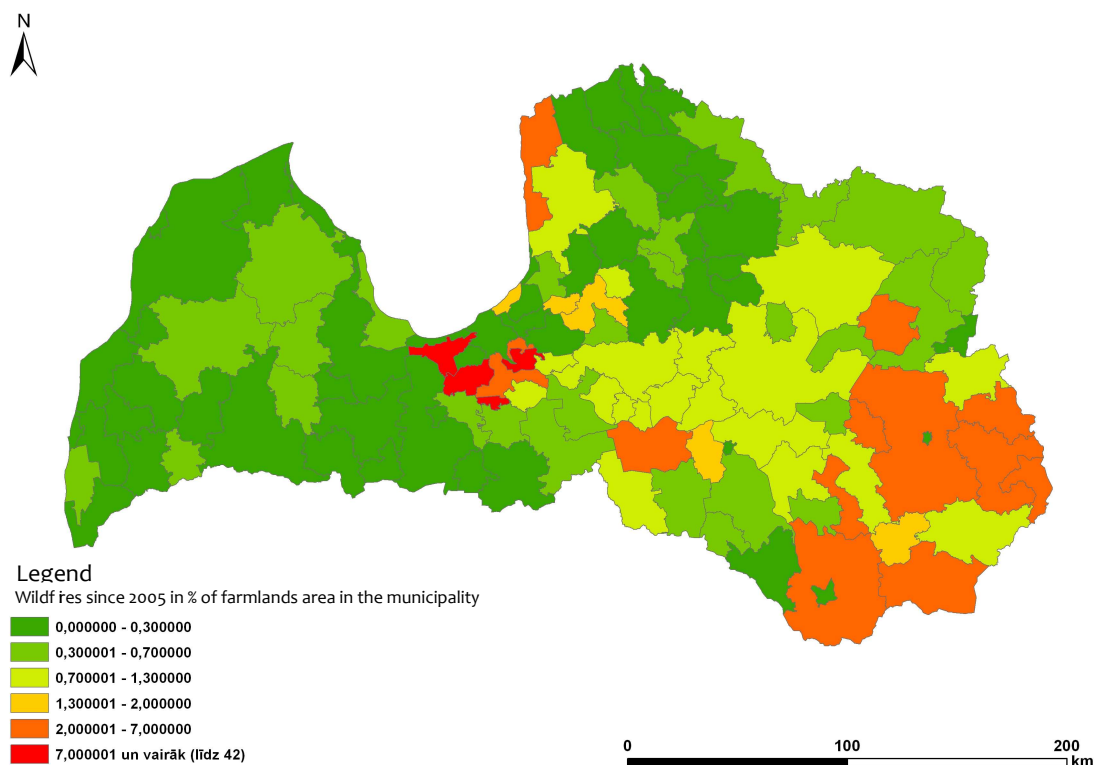 N
Legend
Wildfires since 2005 in % of farmlands area in the municipality
0,000000 - 0,300000
0,300001 - 0,700000
0,700001 - 1,300000
1,300001 - 2,000000
2,000001 - 7,000000
7,000001 un vairāk (līdz 42)
0 100 200
km